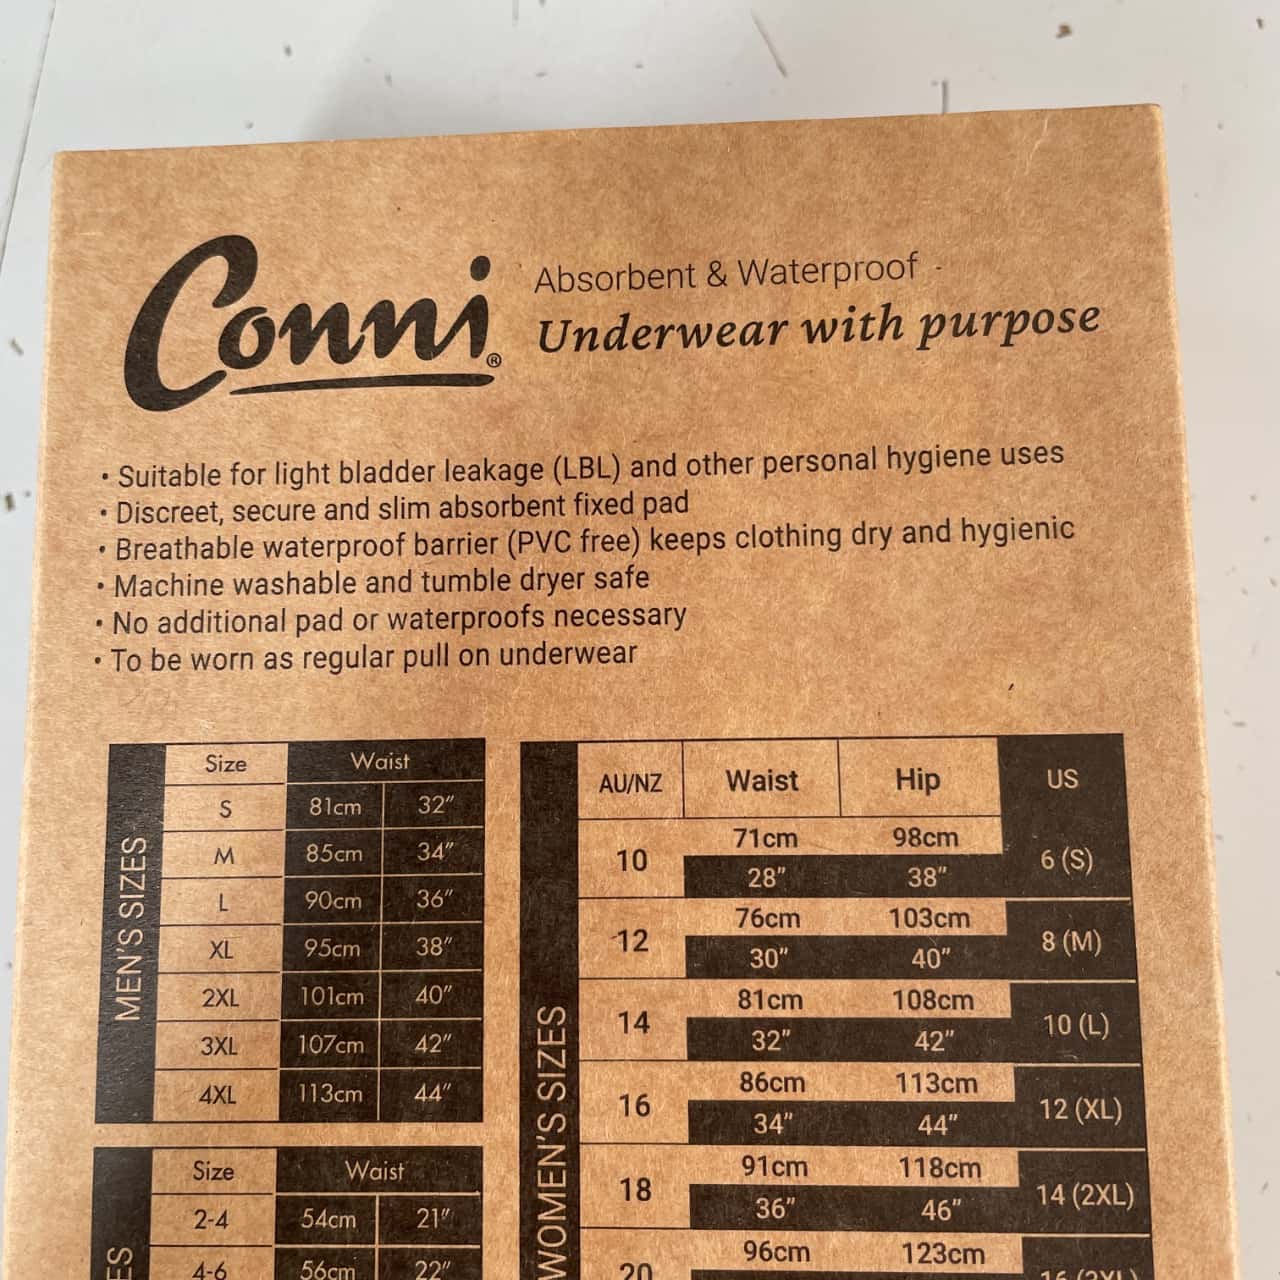 Conni®
Absorbent & Waterproof
Underwear with purpose
• Suitable for light bladder leakage (LBL) and other personal hygiene uses
• Discreet, secure and slim absorbent fixed pad
• Breathable waterproof barrier (PVC free) keeps clothing dry and hygienic
• Machine washable and tumble dryer safe
• No additional pad or waterproofs necessary
• To be worn as regular pull on underwear
MEN'S SIZES
Size Waist
S 81cm 32"
M 85cm 34"
L 90cm 36"
XL 95cm 38"
2XL 101cm 40"
3XL 107cm 42"
4XL 113cm 44"
Size Waist
2-4 54cm 21"
4-6 56cm 22"
WOMEN'S SIZES
AU/NZ Waist Hip US
10 71cm 98cm 6 (S)
28" 38"
12 76cm 103cm 8 (M)
30" 40"
14 81cm 108cm 10 (L)
32" 42"
16 86cm 113cm 12 (XL)
34" 44"
18 91cm 118cm 14 (2XL)
36" 46"
20 96cm 123cm